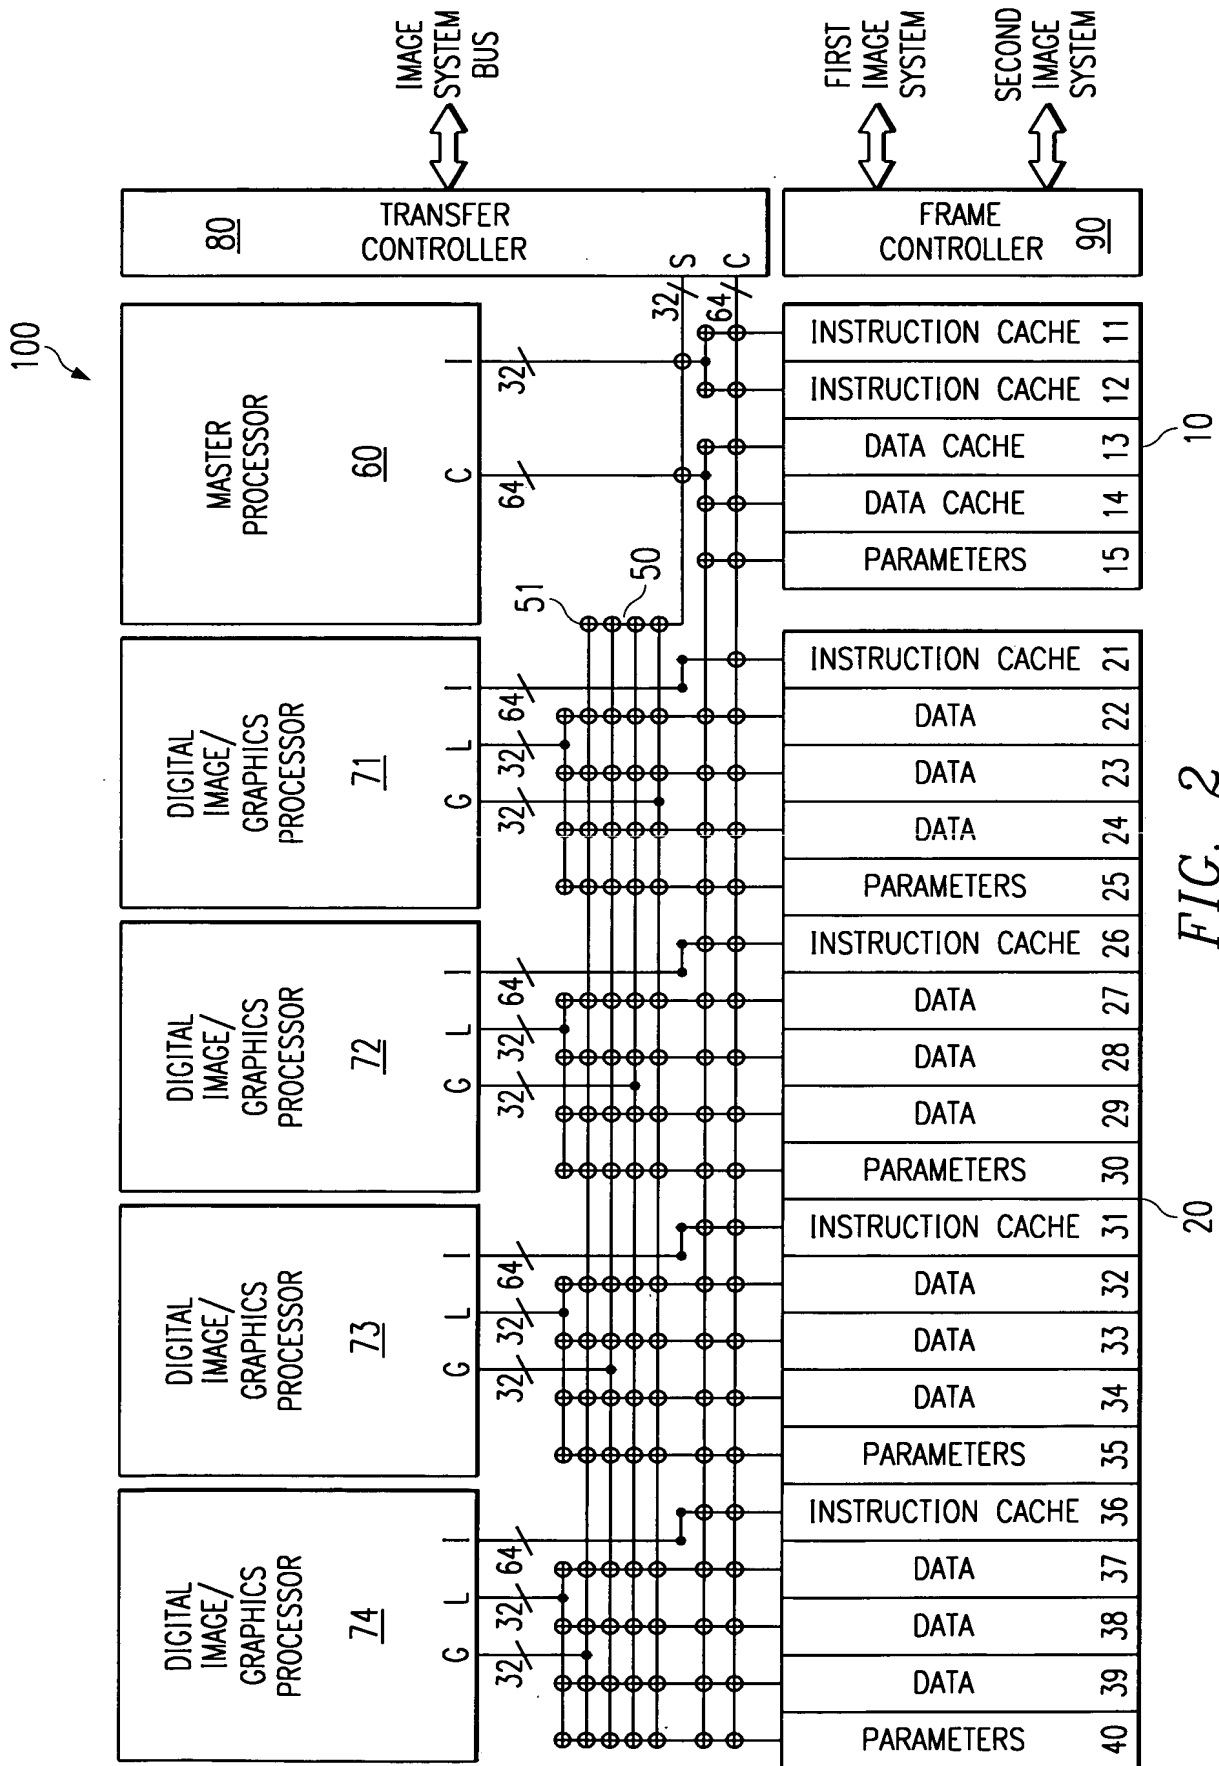 100
DIGITAL
IMAGE/
GRAPHICS
PROCESSOR
74
G
L
I
32
32
64
DIGITAL
IMAGE/
GRAPHICS
PROCESSOR
73
G
L
I
32
32
64
DIGITAL
IMAGE/
GRAPHICS
PROCESSOR
72
G
L
I
32
32
64
DIGITAL
IMAGE/
GRAPHICS
PROCESSOR
71
G
L
I
32
32
64
MASTER
PROCESSOR
60
C
I
64
32
80
TRANSFER
CONTROLLER
S
C
32
64
IMAGE
SYSTEM
BUS
51
50
PARAMETERS 40
DATA 39
DATA 38
DATA 37
INSTRUCTION CACHE 36
PARAMETERS 35
DATA 34
DATA 33
DATA 32
INSTRUCTION CACHE 31
PARAMETERS 30
DATA 29
DATA 28
DATA 27
INSTRUCTION CACHE 26
PARAMETERS 25
DATA 24
DATA 23
DATA 22
INSTRUCTION CACHE 21
PARAMETERS 15
DATA CACHE 14
DATA CACHE 13
INSTRUCTION CACHE 12
INSTRUCTION CACHE 11
FRAME
CONTROLLER
90
FIRST
IMAGE
SYSTEM
SECOND
IMAGE
SYSTEM
20
10
FIG. 2